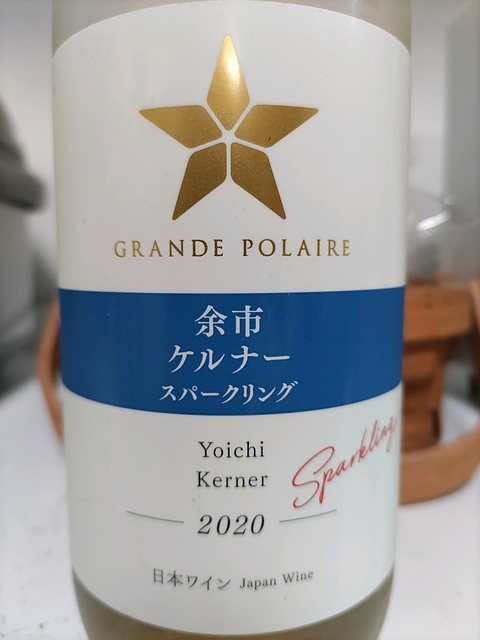 GRANDE POLAIRE
余市
ケルナー
スパークリング
Yoichi
Kerner
Sparkling
2020
日本ワイン Japan Wine